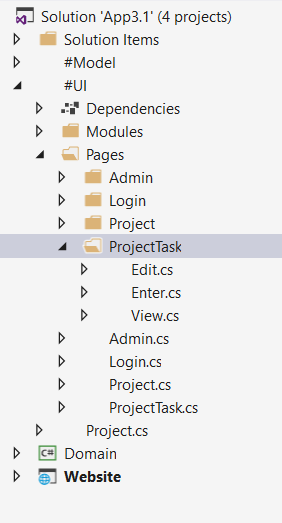 Solution 'App3.1' (4 projects)
Solution Items
#Model
#UI
Dependencies
Modules
Pages
Admin
Login
Project
ProjectTask
Edit.cs
Enter.cs
View.cs
Admin.cs
Login.cs
Project.cs
ProjectTask.cs
Project.cs
C# Domain
Website